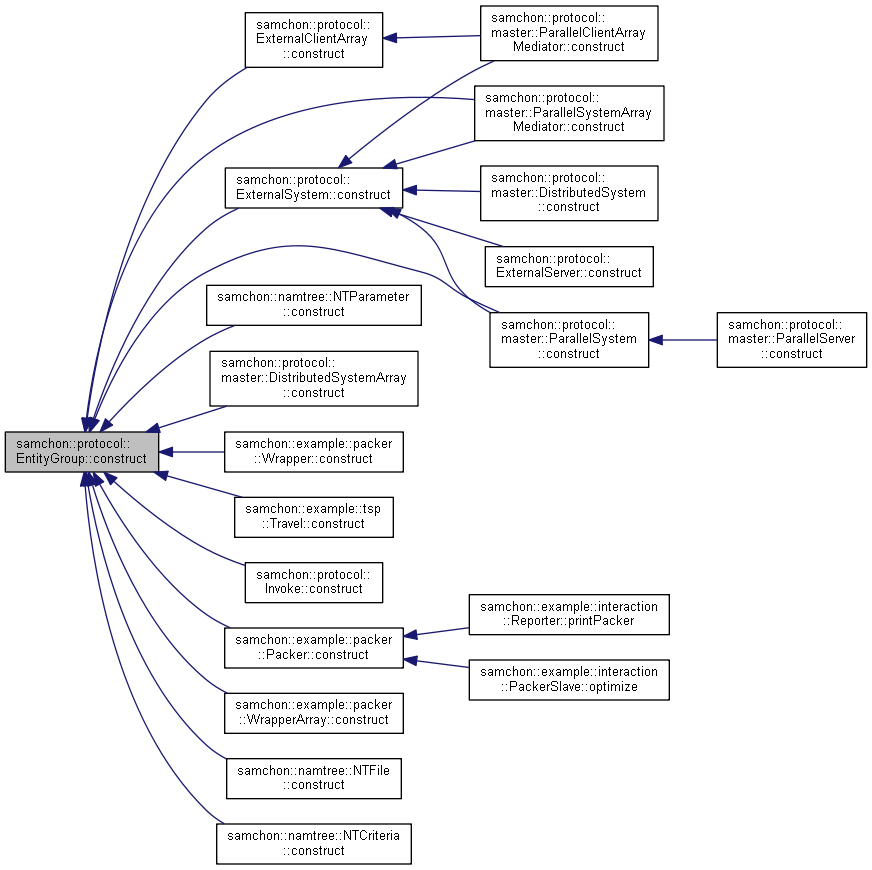 samchon::protocol::
ExternalClientArray
::construct
samchon::protocol::
master::ParallelClientArray
Mediator::construct
samchon::protocol::
master::ParallelSystemArray
Mediator::construct
samchon::protocol::
ExternalSystem::construct
samchon::protocol::
master::DistributedSystem
::construct
samchon::protocol::
ExternalServer::construct
samchon::namtree::NTParameter
::construct
samchon::protocol::
master::ParallelSystem
::construct
samchon::protocol::
master::ParallelServer
::construct
samchon::protocol::
master::DistributedSystemArray
::construct
samchon::protocol::
EntityGroup::construct
samchon::example::packer
::Wrapper::construct
samchon::example::tsp
::Travel::construct
samchon::protocol::
Invoke::construct
samchon::example::packer
::Packer::construct
samchon::example::interaction
::Reporter::printPacker
samchon::example::interaction
::PackerSlave::optimize
samchon::example::packer
::WrapperArray::construct
samchon::namtree::NTFile
::construct
samchon::namtree::NTCriteria
::construct